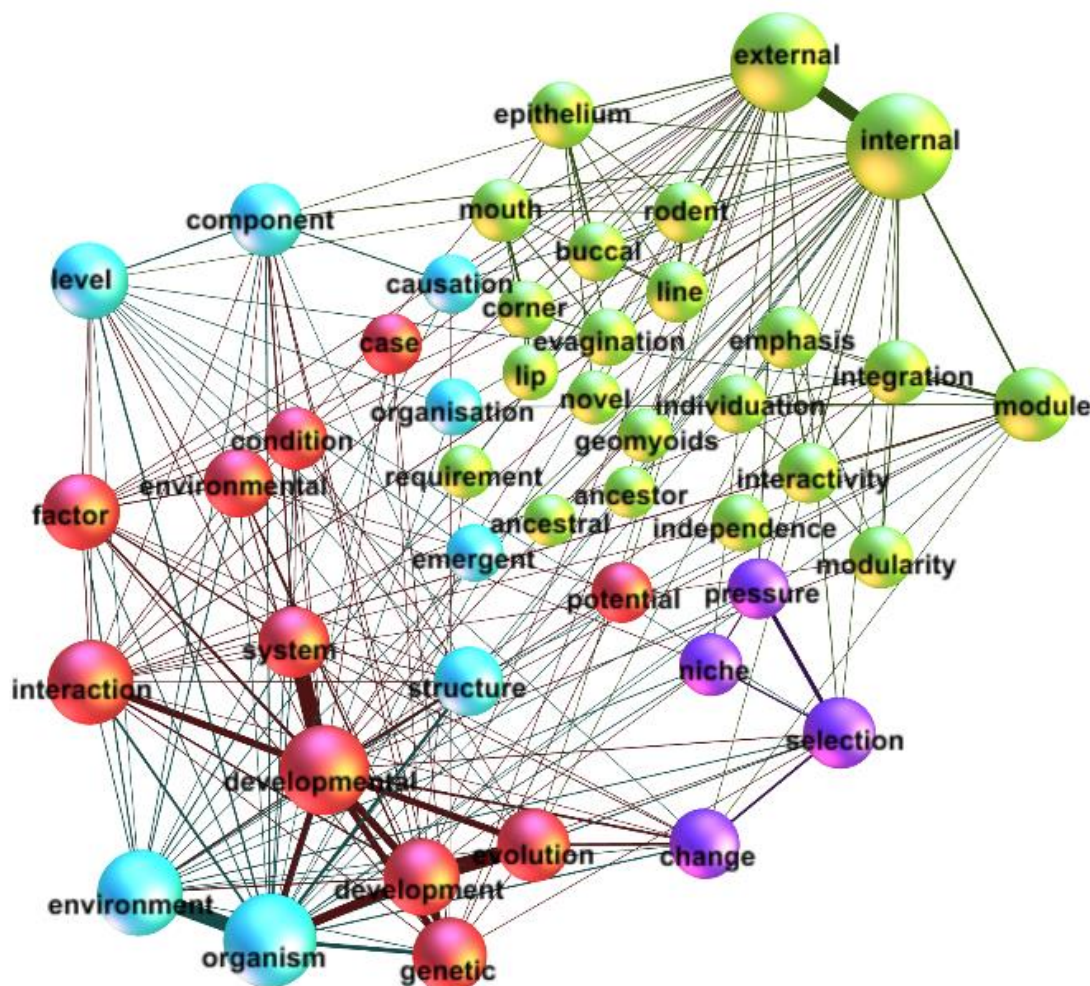 external
epithelium
internal
mouth
rodent
component
buccal
level
causation
line
corner
case
evagination
emphasis
lip
integration
organisation
novel
individuation
module
condition
geomyoids
environmental
requirement
interactivity
ancestor
factor
ancestral
independence
emergent
modularity
potential
pressure
system
niche
interaction
structure
selection
developmental
evolution
change
development
environment
organism
genetic